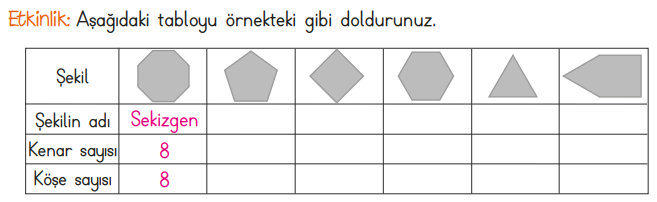 Etkinlik: Aşağıdaki tabloyu örnekteki gibi doldurunuz.
Şekil
Şekilin adı Sekizgen
Kenar sayısı 8
Köşe sayısı 8